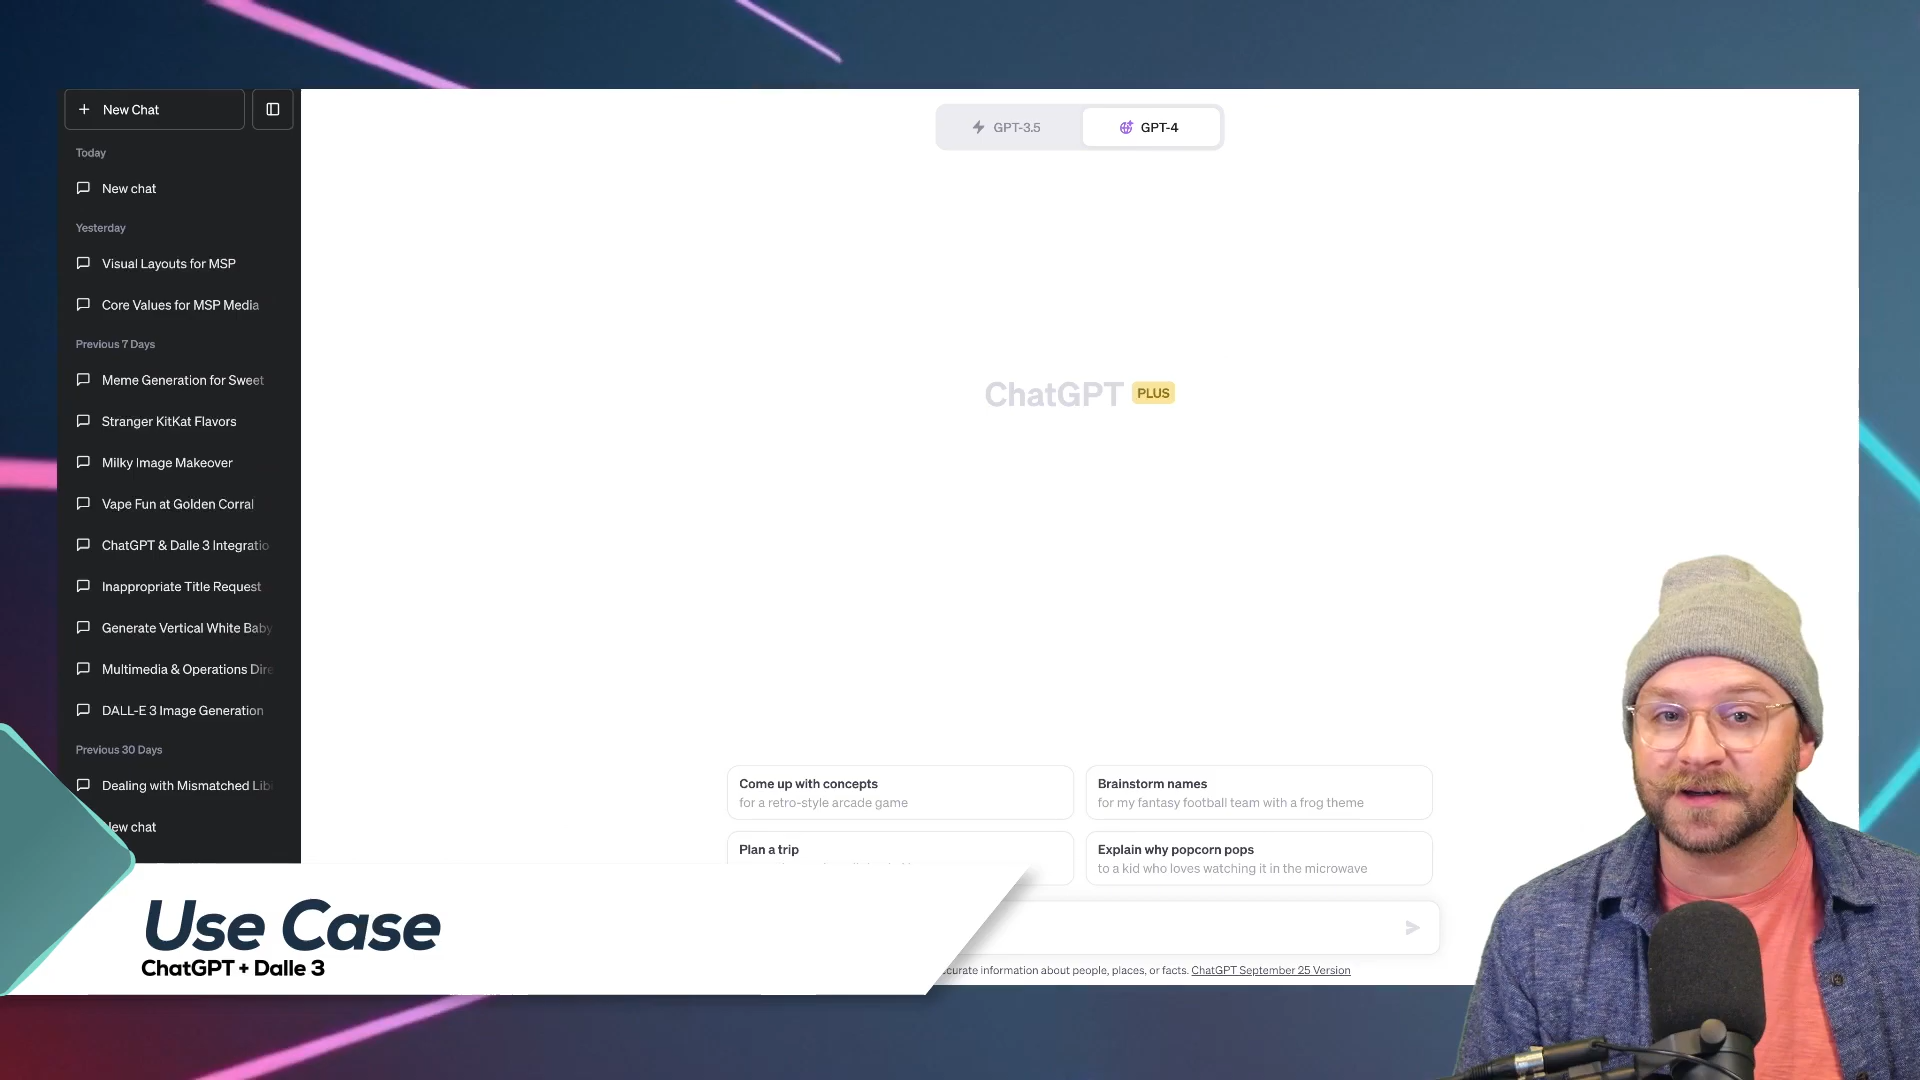 New Chat
Today
New chat
Yesterday
Visual Layouts for MSP
Core Values for MSP Media
Previous 7 Days
Meme Generation for Sweet
Stranger KitKat Flavors
Milky Image Makeover
Vape Fun at Golden Corral
ChatGPT & Dalle 3 Integratio
Inappropriate Title Request
Generate Vertical White Baby
Multimedia & Operations Dire
DALL-E 3 Image Generation
Previous 30 Days
Dealing with Mismatched Lib
ew chat
GPT-3.5
GPT-4
ChatGPT PLUS
Come up with concepts
for a retro-style arcade game
Brainstorm names
for my fantasy football team with a frog theme
Plan a trip
Explain why popcorn pops
to a kid who loves watching it in the microwave
curate information about people, places, or facts. ChatGPT September 25 Version
Use Case
ChatGPT + Dalle 3